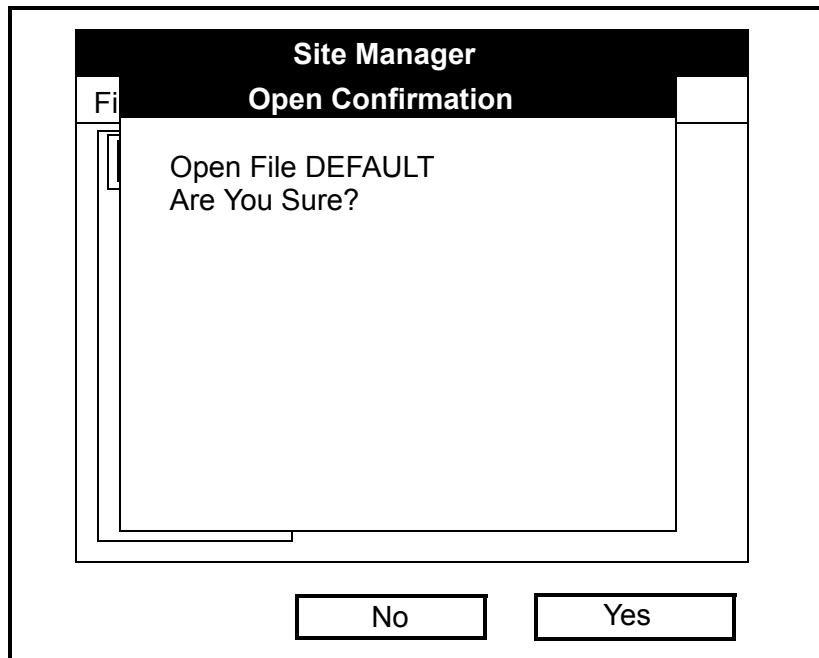 Site Manager
Fi
Open Confirmation
Open File DEFAULT
Are You Sure?
No
Yes